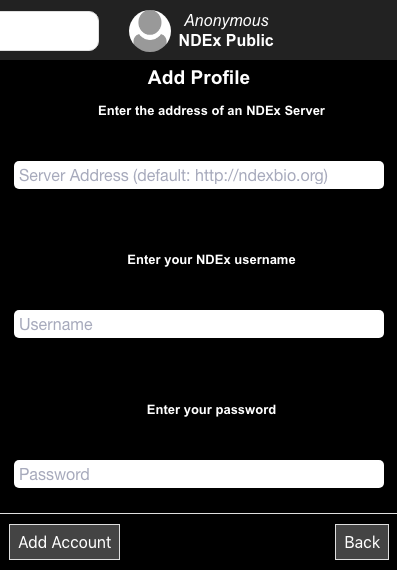 Anonymous
NDEx Public
Add Profile
Enter the address of an NDEx Server
Server Address (default: http://ndexbio.org)
Enter your NDEx username
Username
Enter your password
Password
Add Account
Back